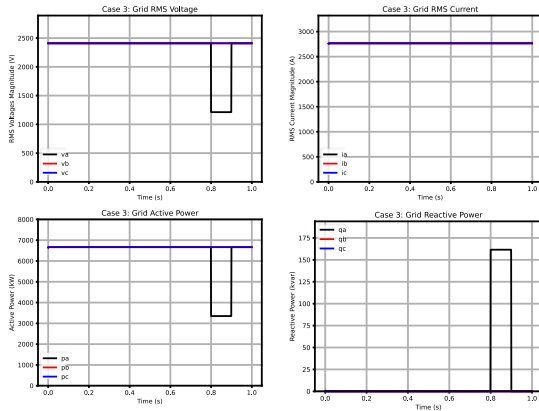 Case 3: Grid RMS Voltage
RMS Voltages Magnitude (V)
2500
2000
1500
1000
500
0
va
vb
vc
0.0 0.2 0.4 0.6 0.8 1.0
Time (s)
Case 3: Grid RMS Current
RMS Current Magnitude (A)
3000
2500
2000
1500
1000
500
0
ia
ib
ic
0.0 0.2 0.4 0.6 0.8 1.0
Time (s)
Case 3: Grid Active Power
Active Power (kW)
8000
7000
6000
5000
4000
3000
2000
1000
0
pa
pb
pc
0.0 0.2 0.4 0.6 0.8 1.0
Time (s)
Case 3: Grid Reactive Power
Reactive Power (kvar)
175
150
125
100
75
50
25
0
qa
qb
qc
0.0 0.2 0.4 0.6 0.8 1.0
Time (s)